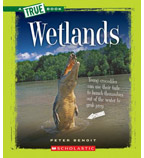 A TRUE BOOK
Wetlands
Young crocodiles
can use their tails
to launch themselves
out of the water to
grab prey.
PETER BENOIT
SCHOLASTIC